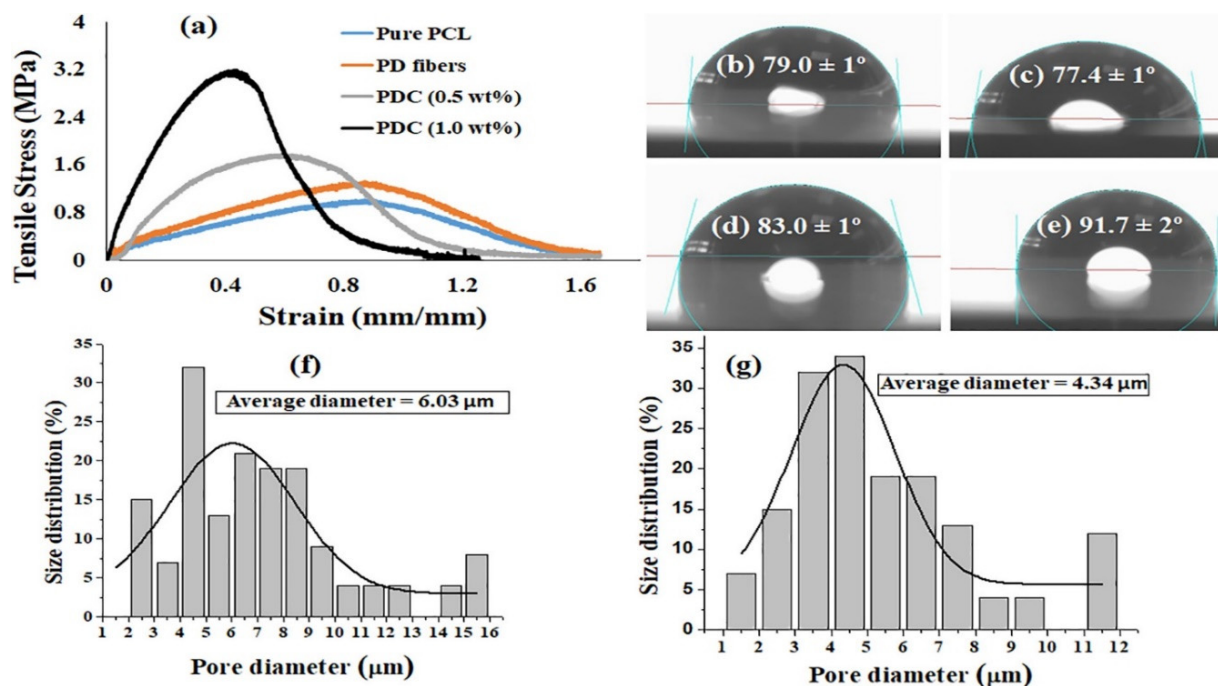 (a)
Pure PCL
PD fibers
PDC (0.5 wt%)
PDC (1.0 wt%)
Tensile Stress (MPa)
4
3.2
2.4
1.6
0.8
0
0 0.4 0.8 1.2 1.6
Strain (mm/mm)
(b) 79.0 ± 1°
(c) 77.4 ± 1°
(d) 83.0 ± 1°
(e) 91.7 ± 2°
(f)
Average diameter = 6.03 μm
Size distribution (%)
35
30
25
20
15
10
5
0
1 2 3 4 5 6 7 8 9 10 11 12 13 14 15 16
Pore diameter (μm)
(g)
Average diameter = 4.34 μm
Size distribution (%)
35
30
25
20
15
10
5
0
1 2 3 4 5 6 7 8 9 10 11 12
Pore diameter (μm)